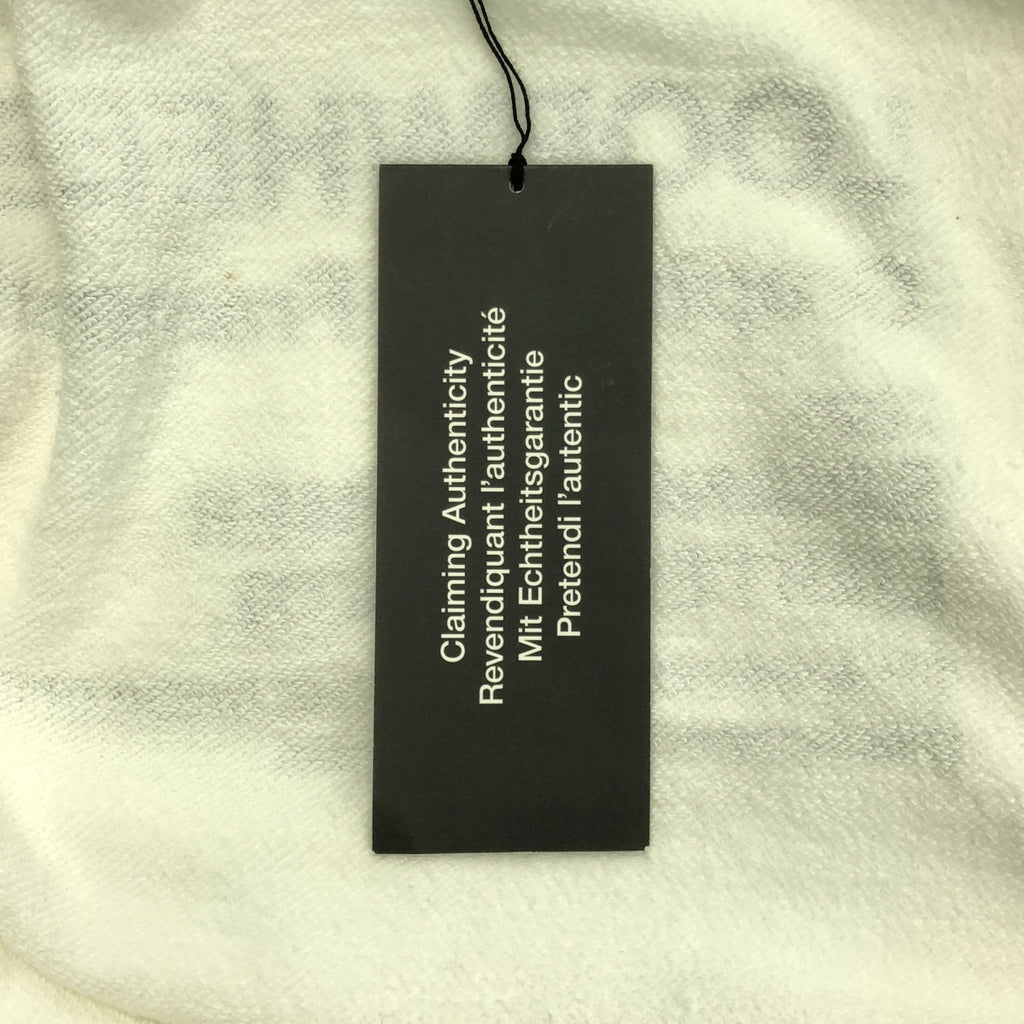 Claiming Authenticity
Revendiquant l'authenticité
Mit Echtheitsgarantie
Pretendi l'autentic